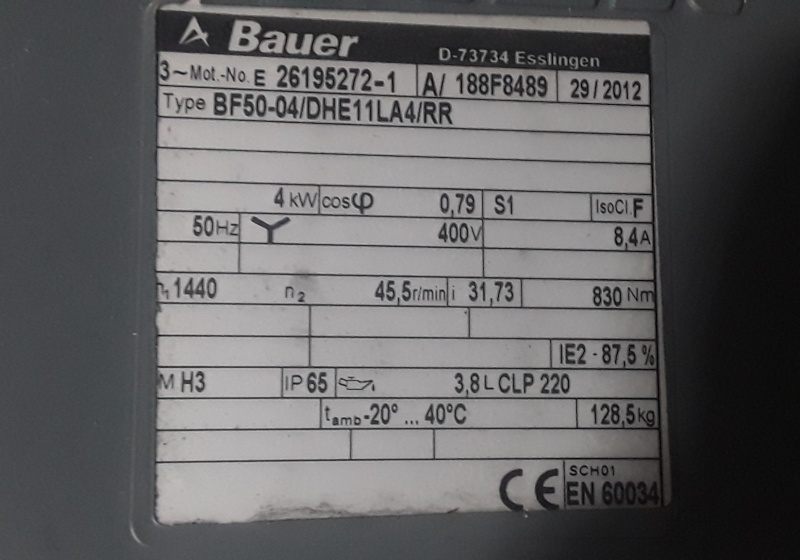 Bauer D-73734 Esslingen
3~Mot.-No. E 26195272-1 A/ 188F8489 29/2012
Type BF50-04/DHE11LA4/RR
4 kW cosφ 0,79 S1 IsoCl. F
50Hz Y 400V 8,4A
n₁ 1440 n₂ 45,5r/min i 31,73 830 Nm
IE2 - 87,5 %
M H3 IP 65 3,8 L CLP 220
tamb -20° ... 40°C 128,5kg
SCH01
CE EN 60034